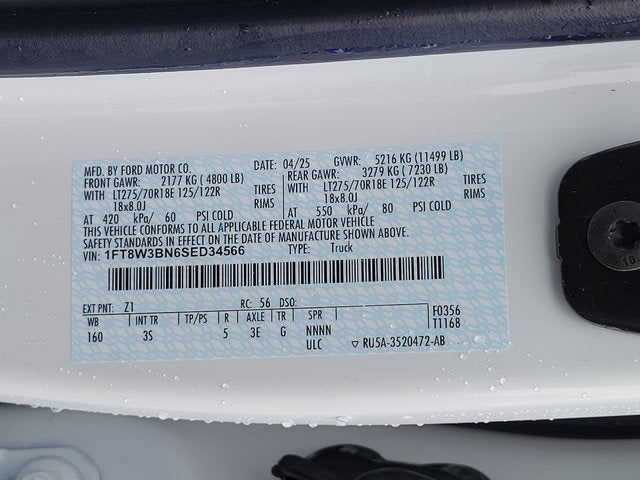 MFD. BY FORD MOTOR CO. DATE: 04/25 GVWR: 5216 KG (11499 LB)
FRONT GAWR: 2177 KG ( 4800 LB) REAR GAWR: 3279 KG ( 7230 LB)
WITH LT275/70R18E 125/122R TIRES WITH LT275/70R18E 125/122R TIRES
18x8.0J RIMS 18x8.0J RIMS
AT 420 kPa/ 60 PSI COLD AT 550 kPa/ 80 PSI COLD
THIS VEHICLE CONFORMS TO ALL APPLICABLE FEDERAL MOTOR VEHICLE
SAFETY STANDARDS IN EFFECT ON THE DATE OF MANUFACTURE SHOWN ABOVE.
VIN: 1FT8W3BN6SED34566 TYPE: Truck
EXT PNT: Z1 RC: 56 DSO:
WB INT TR TP/PS R AXLE TR SPR F0356
160 3S 5 3E G NNNN T1168
ULC ▽ RU5A-3520472-AB